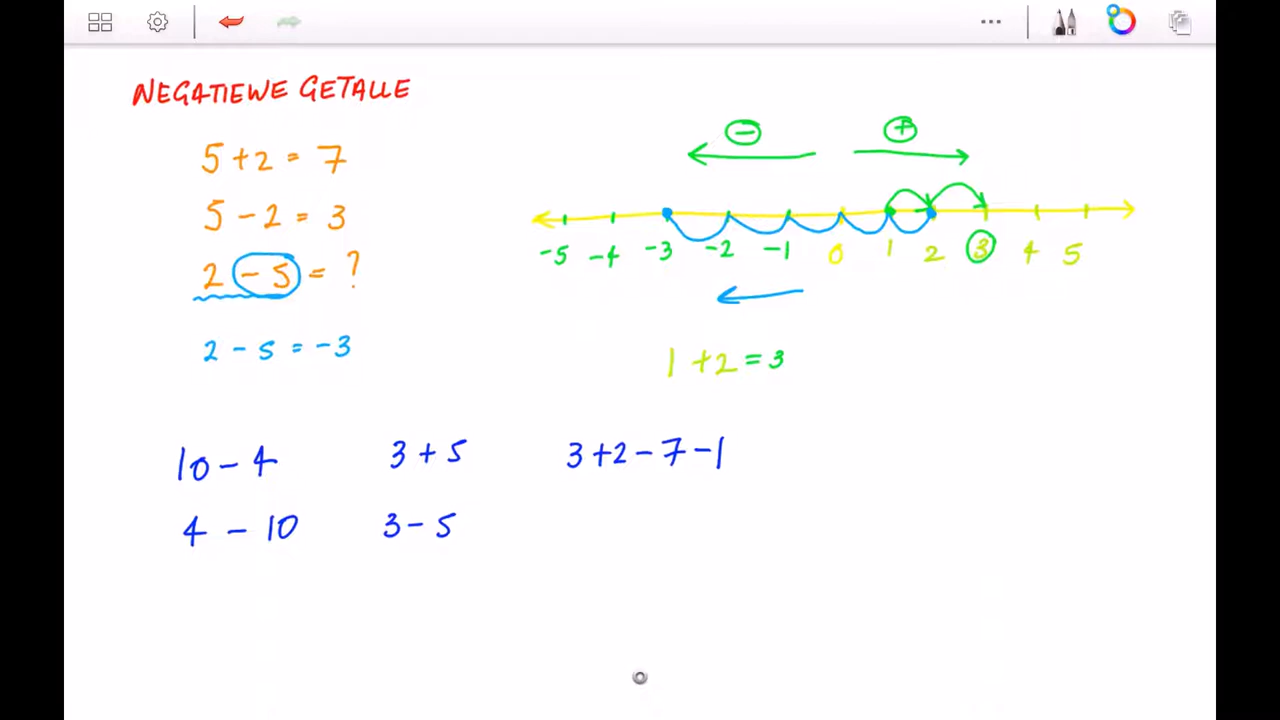 NEGATIEWE GETALLE
5 + 2 = 7
5 - 2 = 3
2 - 5 = ?
2 - 5 = -3
- +
-5 -4 -3 -2 -1 0 1 2 3 4 5
1 + 2 = 3
10 - 4 3 + 5 3 + 2 - 7 - 1
4 - 10 3 - 5